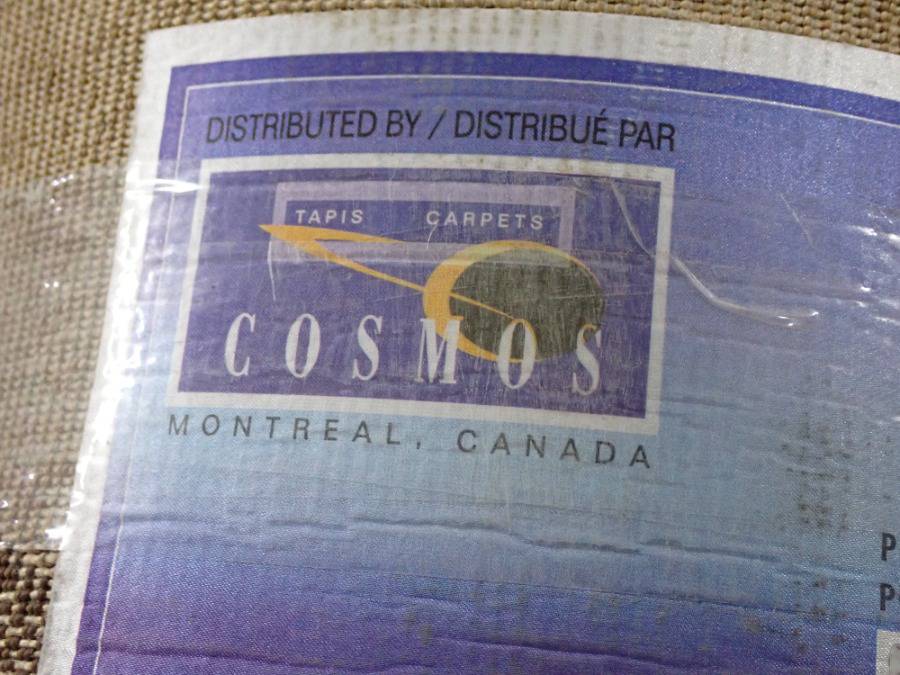 DISTRIBUTED BY / DISTRIBUÉ PAR
TAPIS CARPETS
COSMOS
MONTREAL, CANADA
P
P